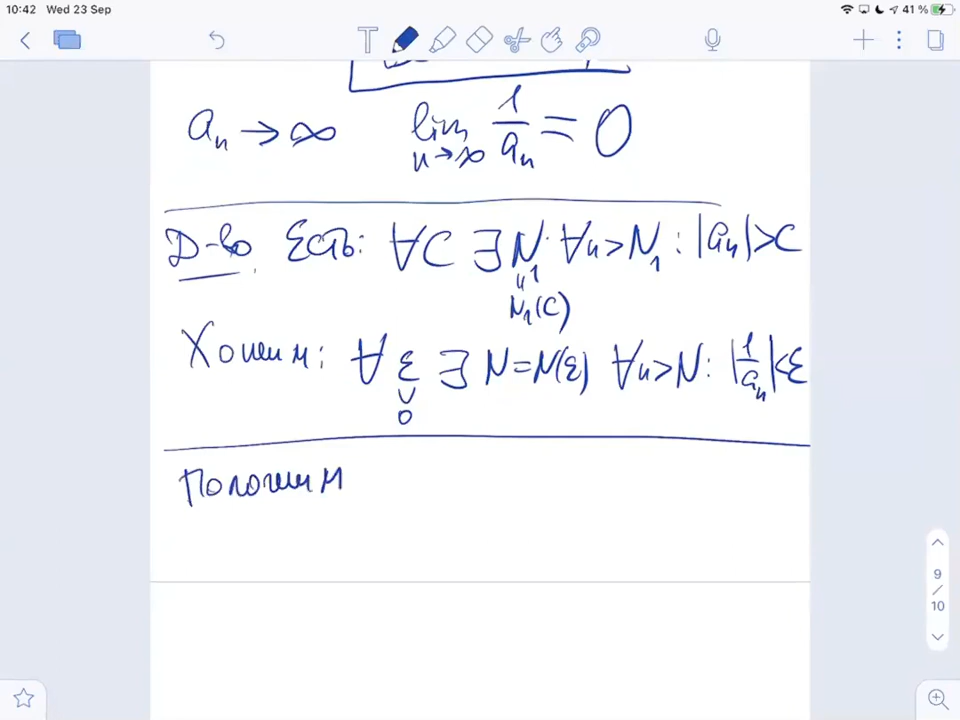 10:42 Wed 23 Sep 41 %
T
aₙ → ∞ lim 1/aₙ = 0
n→∞
Д-во Есть: ∀C ∃N₁ ∀n>N₁ : |aₙ|>C
N₁(C)
Хотим: ∀ε ∃ N=N(ε) ∀n>N: |1/aₙ|<ε
∨
0
Положим
9
/
10